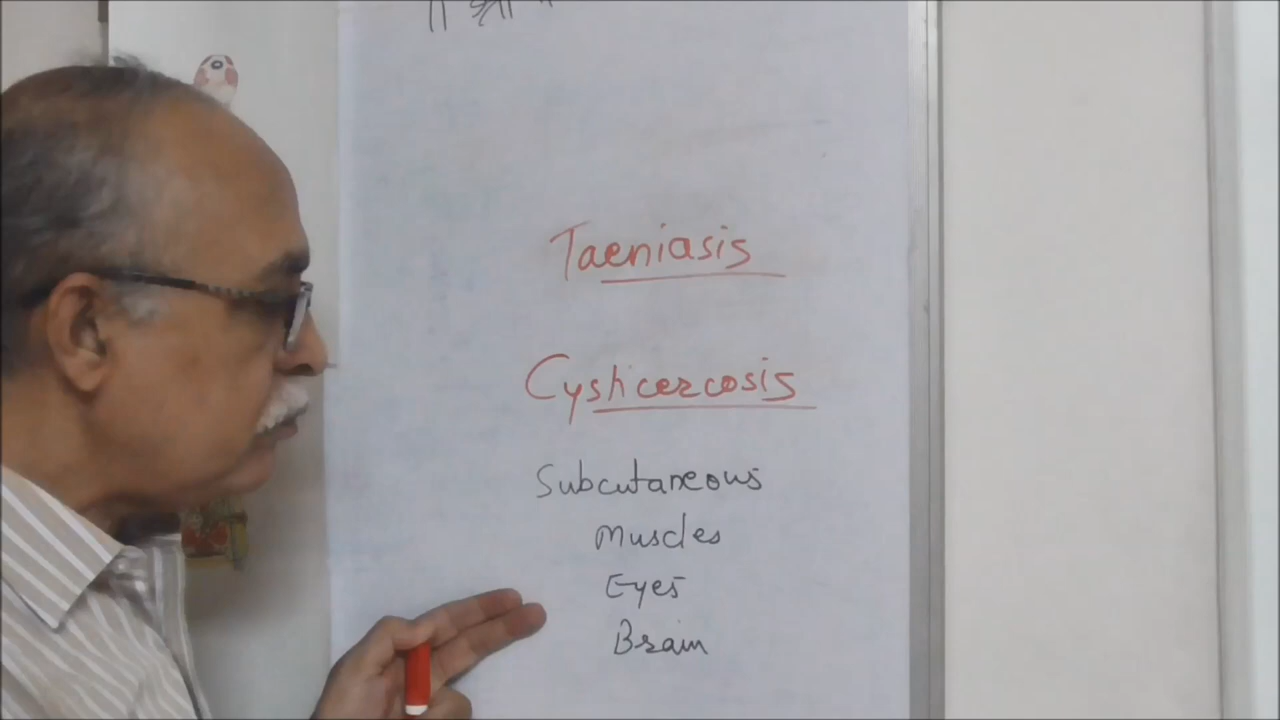 Taeniasis
Cysticercosis
Subcutaneous
Muscles
Eyes
Brain